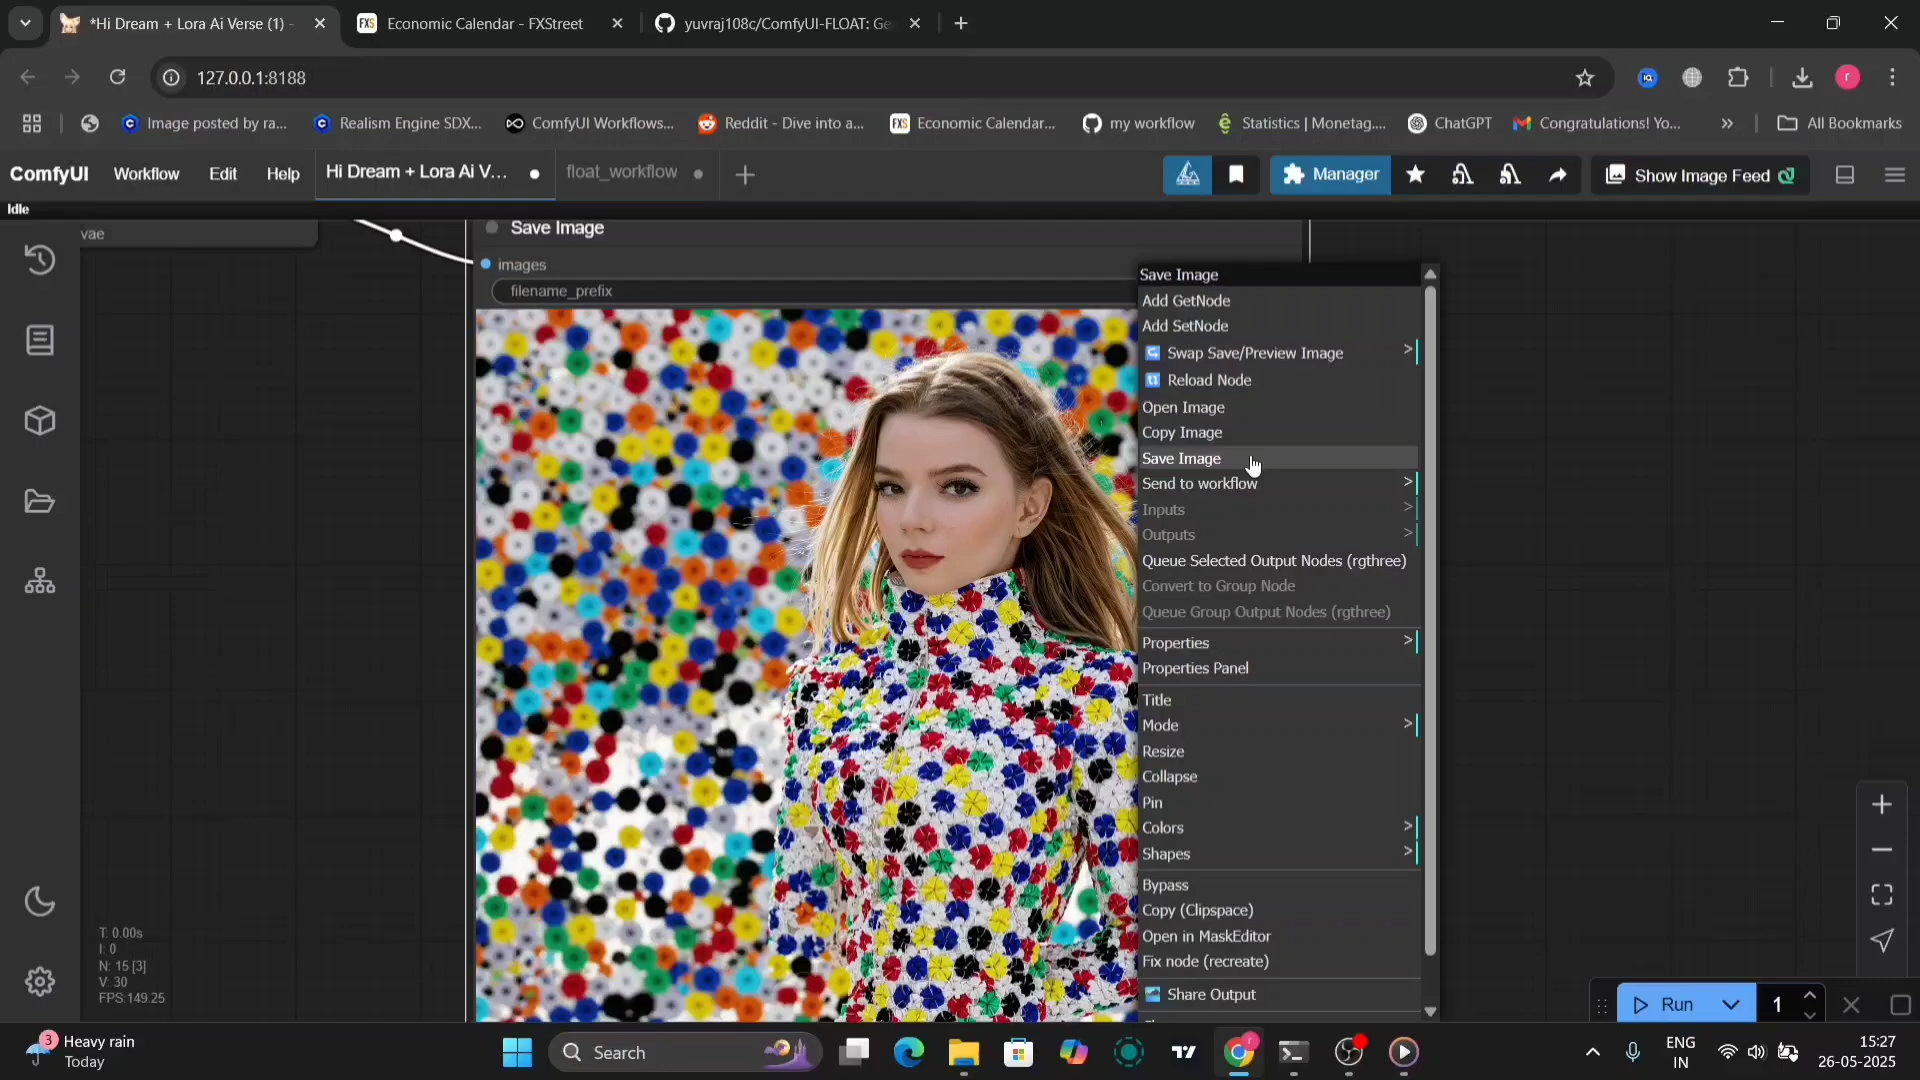 *Hi Dream + Lora Ai Verse (1) -
Economic Calendar - FXStreet
yuvraj108c/ComfyUI-FLOAT: Ge
127.0.0.1:8188
Image posted by ra...
Realism Engine SDX...
ComfyUI Workflows...
Reddit - Dive into a...
Economic Calendar...
my workflow
Statistics | Monetag....
ChatGPT
Congratulations! Yo...
»
All Bookmarks
ComfyUI
Workflow
Edit
Help
Hi Dream + Lora Ai V...
float_workflow
Manager
Show Image Feed
Idle
vae
Save Image
images
filename_prefix
Save Image
Add GetNode
Add SetNode
Swap Save/Preview Image >
Reload Node
Open Image
Copy Image
Save Image
Send to workflow >
Inputs >
Outputs >
Queue Selected Output Nodes (rgthree)
Convert to Group Node
Queue Group Output Nodes (rgthree)
Properties >
Properties Panel
Title
Mode >
Resize
Collapse
Pin
Colors >
Shapes >
Bypass
Copy (Clipspace)
Open in MaskEditor
Fix node (recreate)
Share Output
T: 0.00s
I: 0
N: 15 [3]
V: 30
FPS:149.25
Run
1
3
Heavy rain
Today
Search
ENG
IN
15:27
26-05-2025